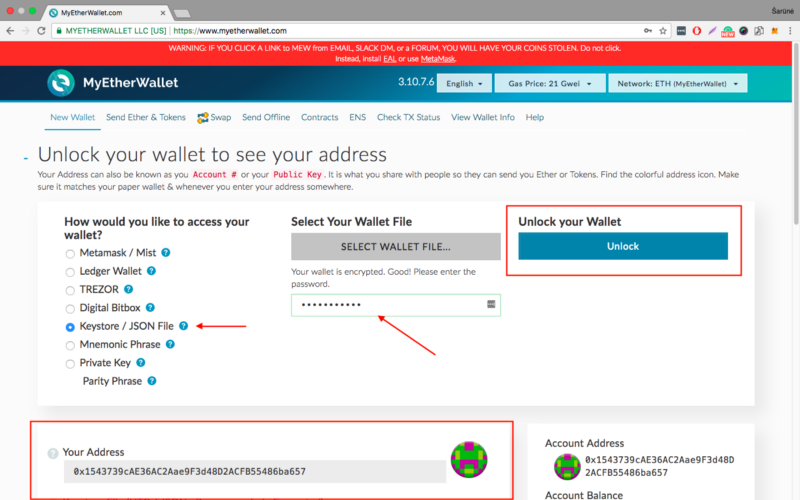 MyEtherWallet.com
Šarūnė
MYETHERWALLET LLC [US] | https://www.myetherwallet.com
NEW
WARNING: IF YOU CLICK A LINK to MEW from EMAIL, SLACK DM, or a FORUM, YOU WILL HAVE YOUR COINS STOLEN. Do not click.
Instead, install EAL or use MetaMask.
MyEtherWallet
3.10.7.6
English
Gas Price: 21 Gwei
Network: ETH (MyEtherWallet)
New Wallet Send Ether & Tokens Swap Send Offline Contracts ENS Check TX Status View Wallet Info Help
Unlock your wallet to see your address
Your Address can also be known as you Account # or your Public Key. It is what you share with people so they can send you Ether or Tokens. Find the colorful address icon. Make
sure it matches your paper wallet & whenever you enter your address somewhere.
How would you like to access your
wallet?
Metamask / Mist ?
Ledger Wallet ?
TREZOR ?
Digital Bitbox ?
Keystore / JSON File ?
Mnemonic Phrase ?
Private Key ?
Parity Phrase ?
Select Your Wallet File
SELECT WALLET FILE...
Your wallet is encrypted. Good! Please enter the
password.
•••••••••••
Unlock your Wallet
Unlock
? Your Address
0x1543739cAE36AC2Aae9F3d48D2ACFB55486ba657
Account Address
0x1543739cAE36AC2Aae9F3d48D
2ACFB55486ba657
Account Balance